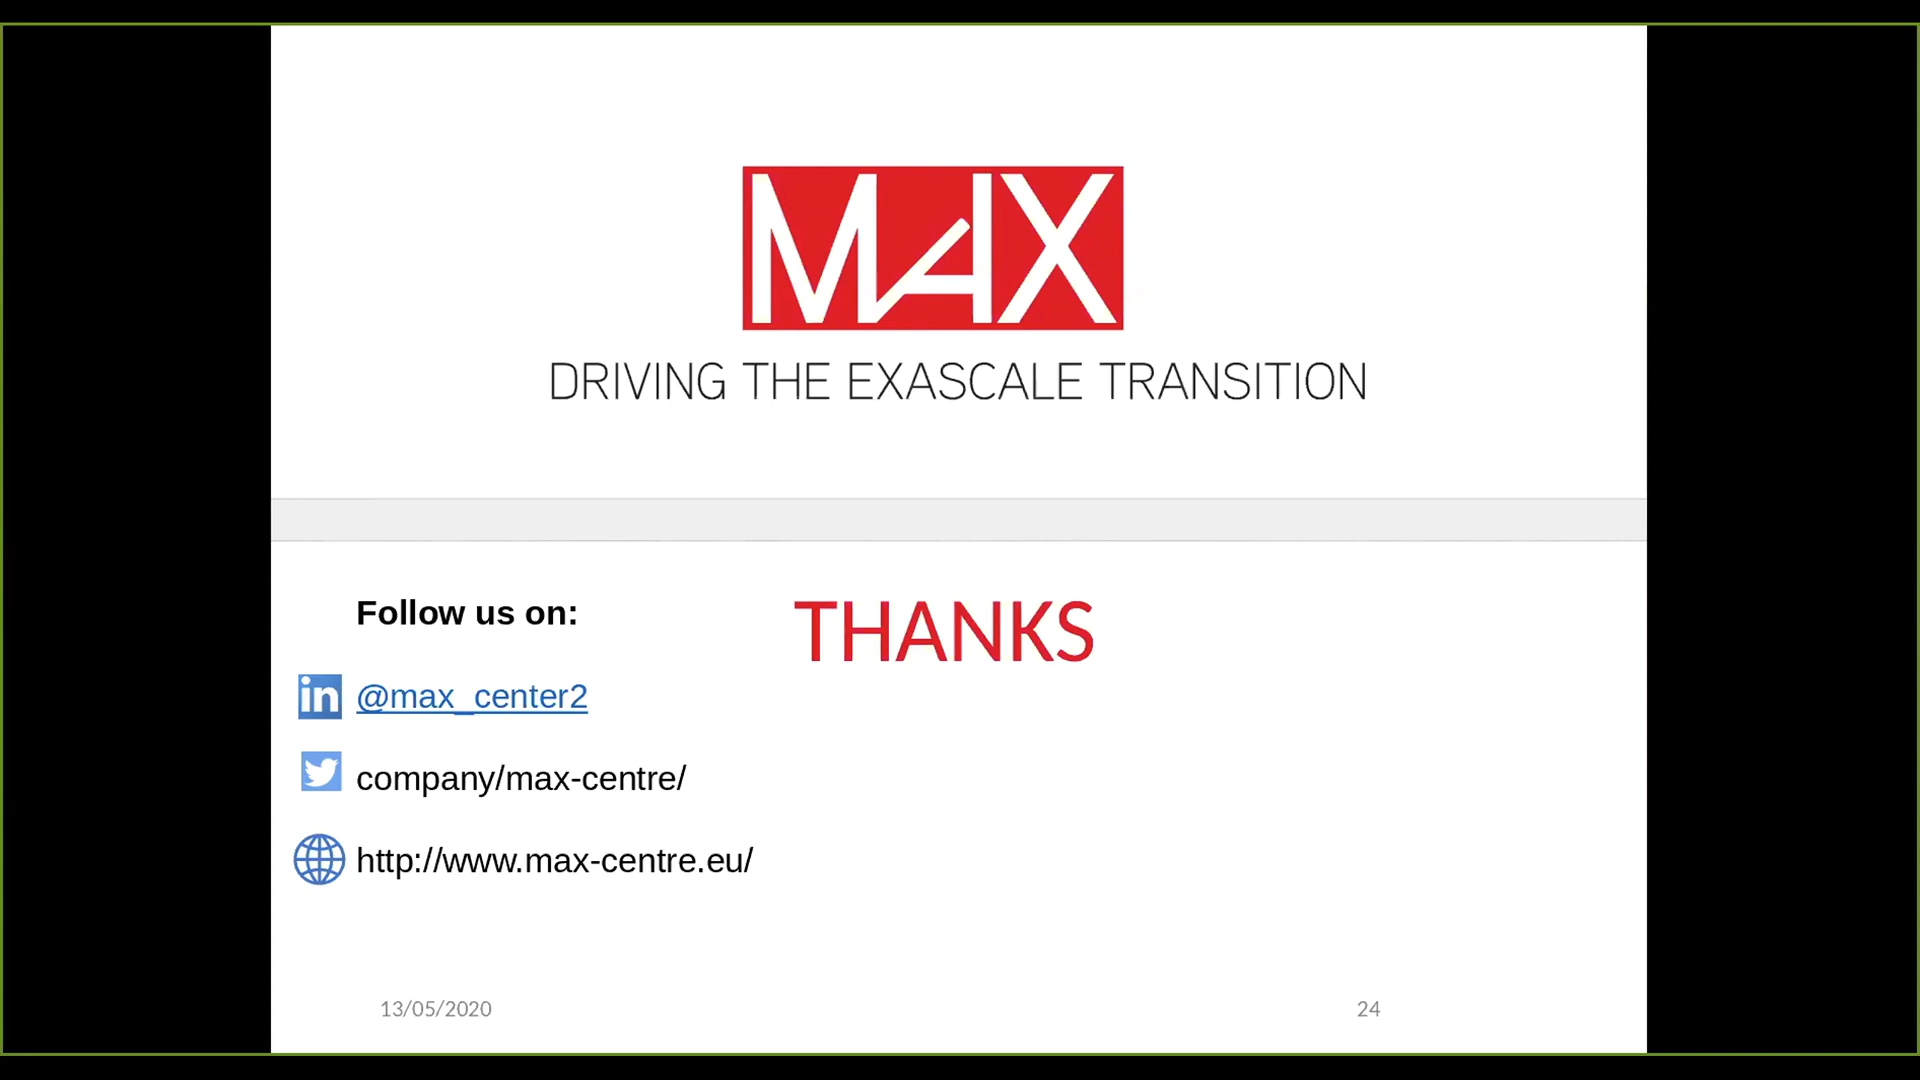 MAX
DRIVING THE EXASCALE TRANSITION
THANKS
Follow us on:
in @max_center2
company/max-centre/
http://www.max-centre.eu/
13/05/2020
24